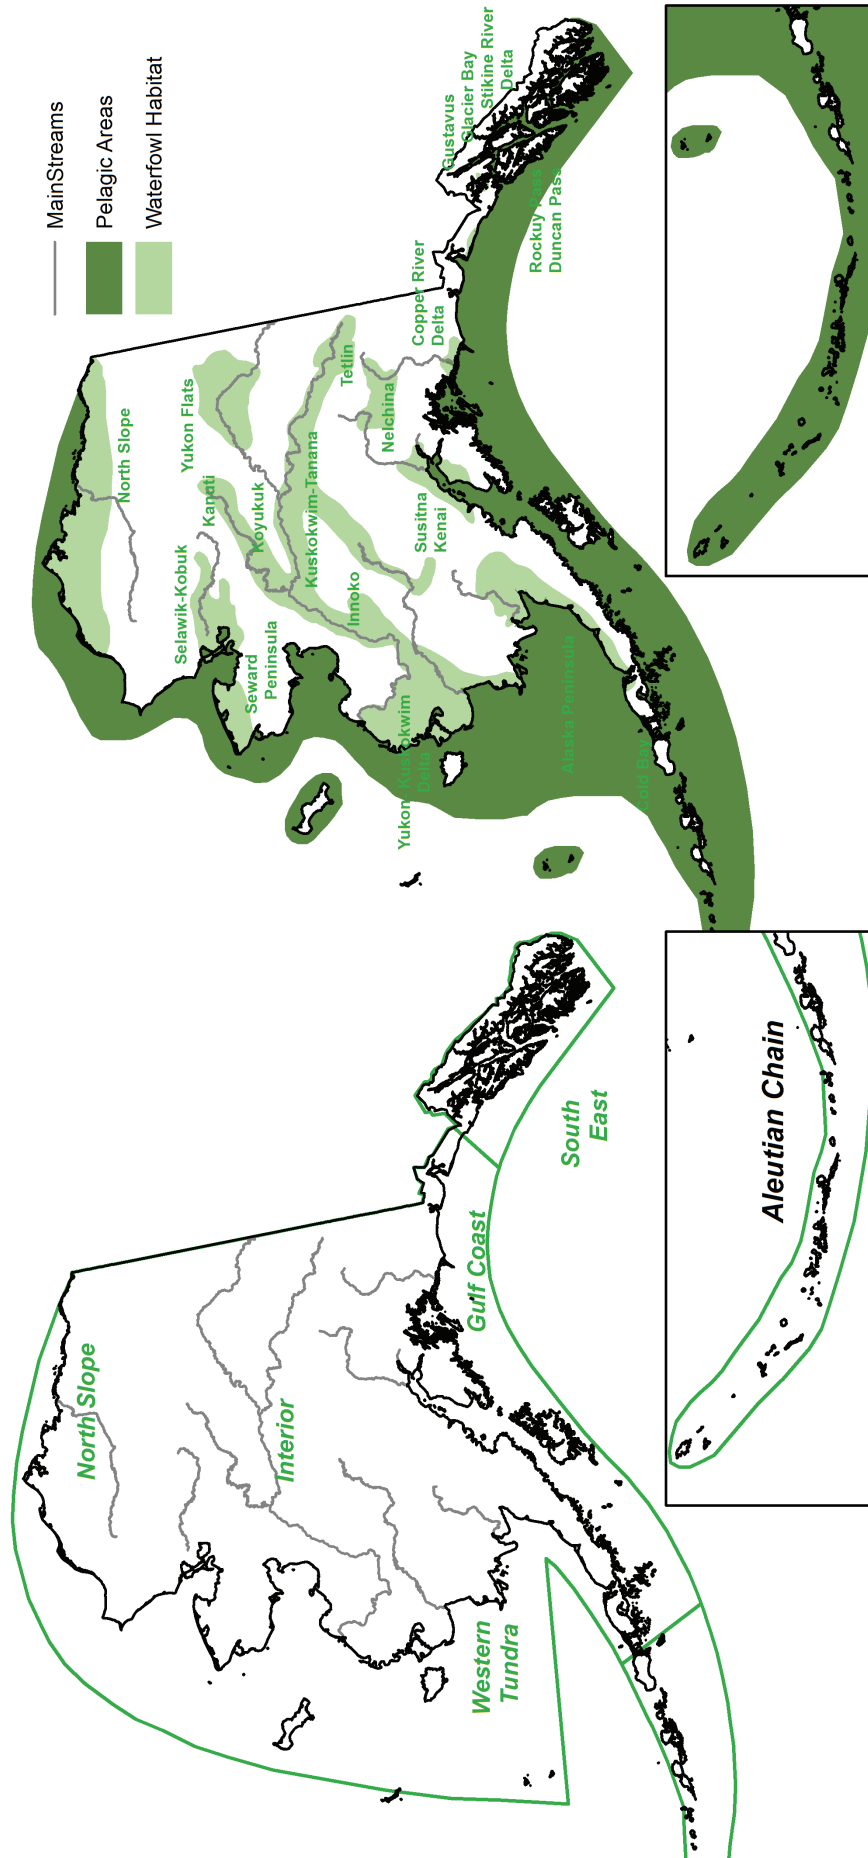 North Slope
Interior
Western
Tundra
Gulf Coast
South
East
Aleutian Chain
MainStreams
Pelagic Areas
Waterfowl Habitat
North Slope
Yukon Flats
Kanuti
Koyukuk
Selawik-Kobuk
Seward
Peninsula
Kuskokwim-Tanana
Tetlin
Innoko
Nelchina
Susitna
Kenai
Copper River
Delta
Yukon-Kuskokwim
Delta
Alaska Peninsula
Cold Bay
Gustavus
Glacier Bay
Stikine River
Delta
Rockuy Pass
Duncan Pass